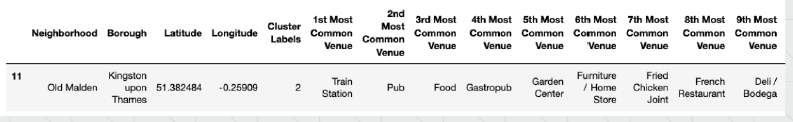 Neighborhood Borough Latitude Longitude Cluster Labels 1st Most Common Venue 2nd Most Common Venue 3rd Most Common Venue 4th Most Common Venue 5th Most Common Venue 6th Most Common Venue 7th Most Common Venue 8th Most Common Venue 9th Most Common Venue
11 Old Malden Kingston upon Thames 51.382484 -0.25909 2 Train Station Pub Food Gastropub Garden Center Furniture / Home Store Fried Chicken Joint French Restaurant Deli / Bodega